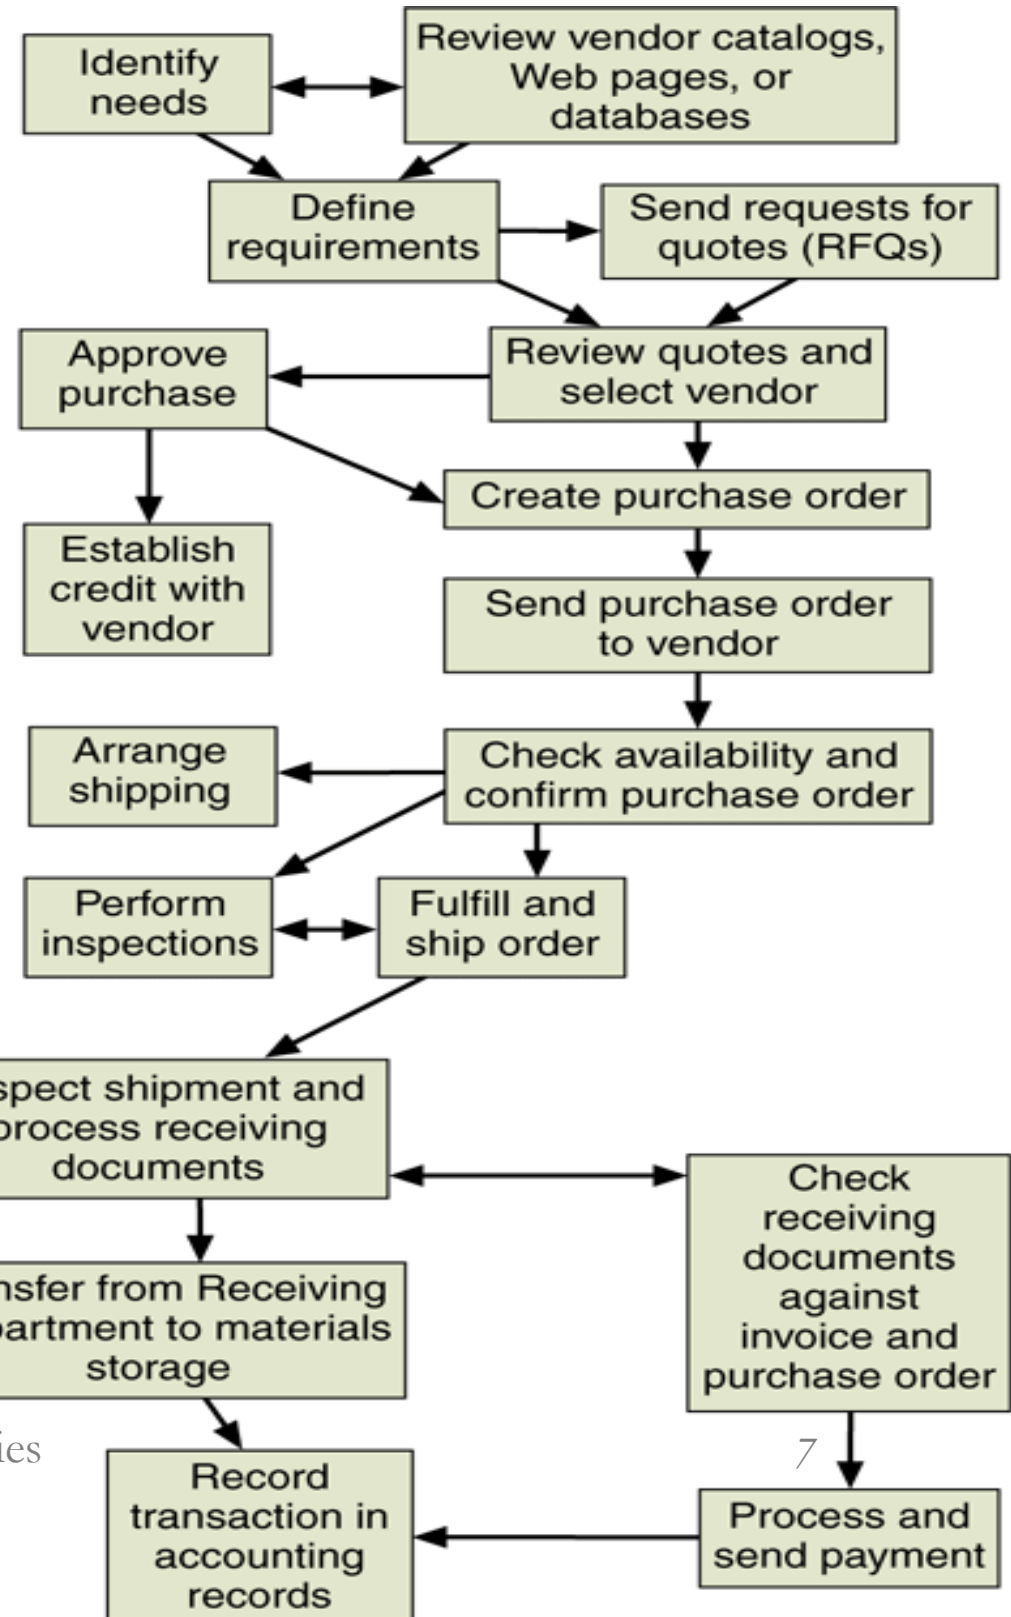 Identify
needs
Review vendor catalogs,
Web pages, or
databases
Define
requirements
Send requests for
quotes (RFQs)
Approve
purchase
Review quotes and
select vendor
Create purchase order
Establish
credit with
vendor
Send purchase order
to vendor
Arrange
shipping
Check availability and
confirm purchase order
Perform
inspections
Fulfill and
ship order
spect shipment and
process receiving
documents
Check
receiving
documents
against
invoice and
purchase order
nsfer from Receiving
partment to materials
storage
ies
7
Record
transaction in
accounting
records
Process and
send payment